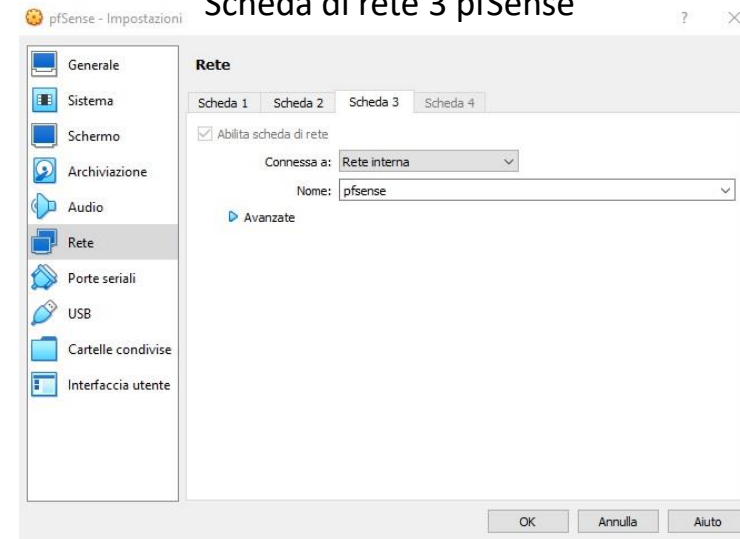 Scheda di rete 3 pfSense
pfSense - Impostazioni
?
Generale
Sistema
Schermo
Archiviazione
Audio
Rete
Porte seriali
USB
Cartelle condivise
Interfaccia utente
Rete
Scheda 1 Scheda 2 Scheda 3 Scheda 4
Abilita scheda di rete
Connessa a: Rete interna
Nome: pfsense
Avanzate
OK Annulla Aiuto